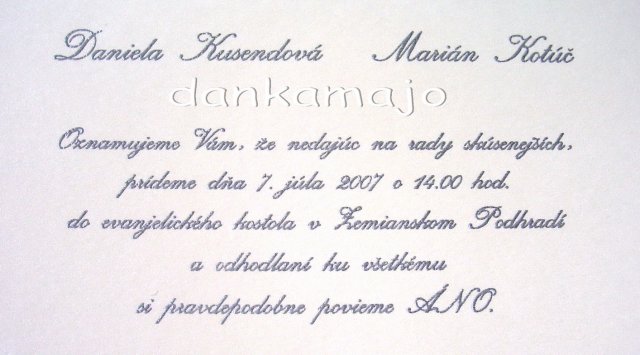 Daniela Kusendová Marián Kotúč
dankamajo
Oznamujeme Vám, že nedajúc na rady skúsenejších,
prídeme dňa 7. júla 2007 o 14.00 hod.
do evanjelického kostola v Zemianskom Podhradí
a odhodlaní ku všetkému
si pravdepodobne povieme ÁNO.